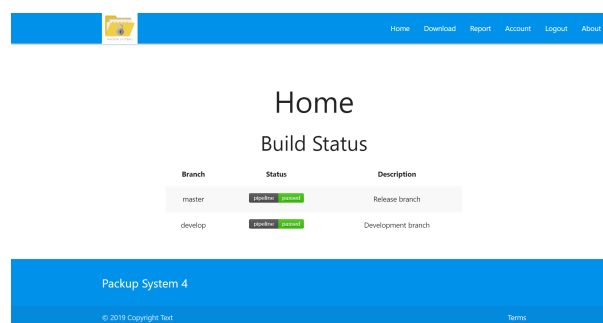 Home Download Report Account Logout About
Home
Build Status
Branch Status Description
master pipeline passed Release branch
develop pipeline passed Development branch
Packup System 4
© 2019 Copyright Text Terms